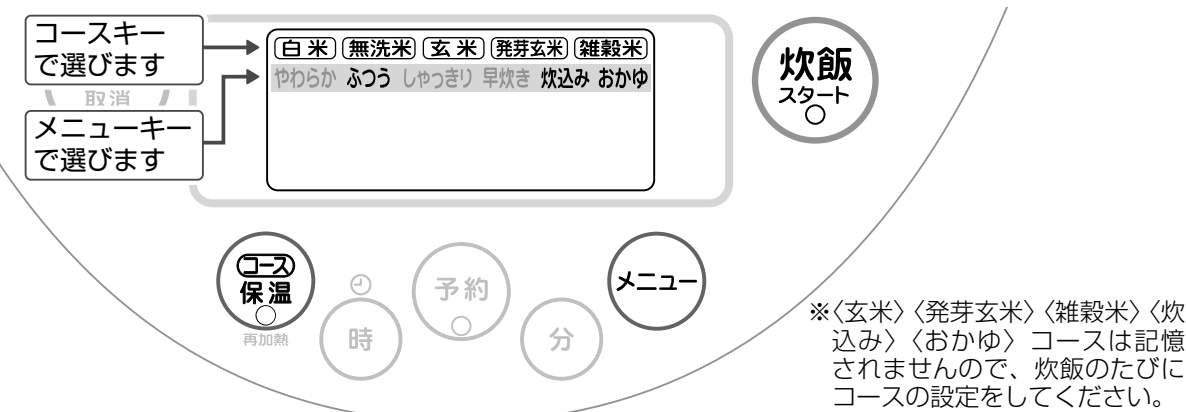 コースキー
で選びます
取消
メニューキー
で選びます
白米 無洗米 玄米 発芽玄米 雑穀米
やわらか ふつう しゃっきり 早炊き 炊込み おかゆ
炊飯
スタート
コース
保温
再加熱
時
予約
分
メニュー
※〈玄米〉〈発芽玄米〉〈雑穀米〉〈炊
込み〉〈おかゆ〉コースは記憶
されませんので、炊飯のたびに
コースの設定をしてください。